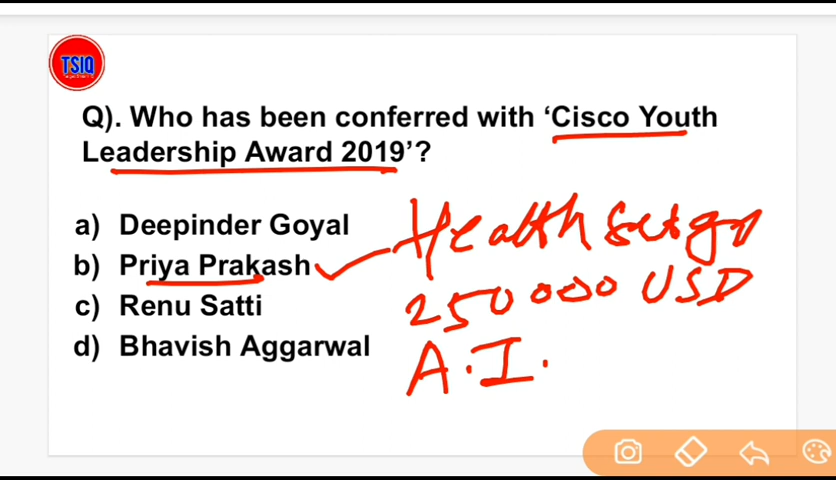 TSIQ
Q). Who has been conferred with ‘Cisco Youth
Leadership Award 2019’?
a) Deepinder Goyal
b) Priya Prakash
c) Renu Satti
d) Bhavish Aggarwal
Health Setgo
250000 USD
A.I.